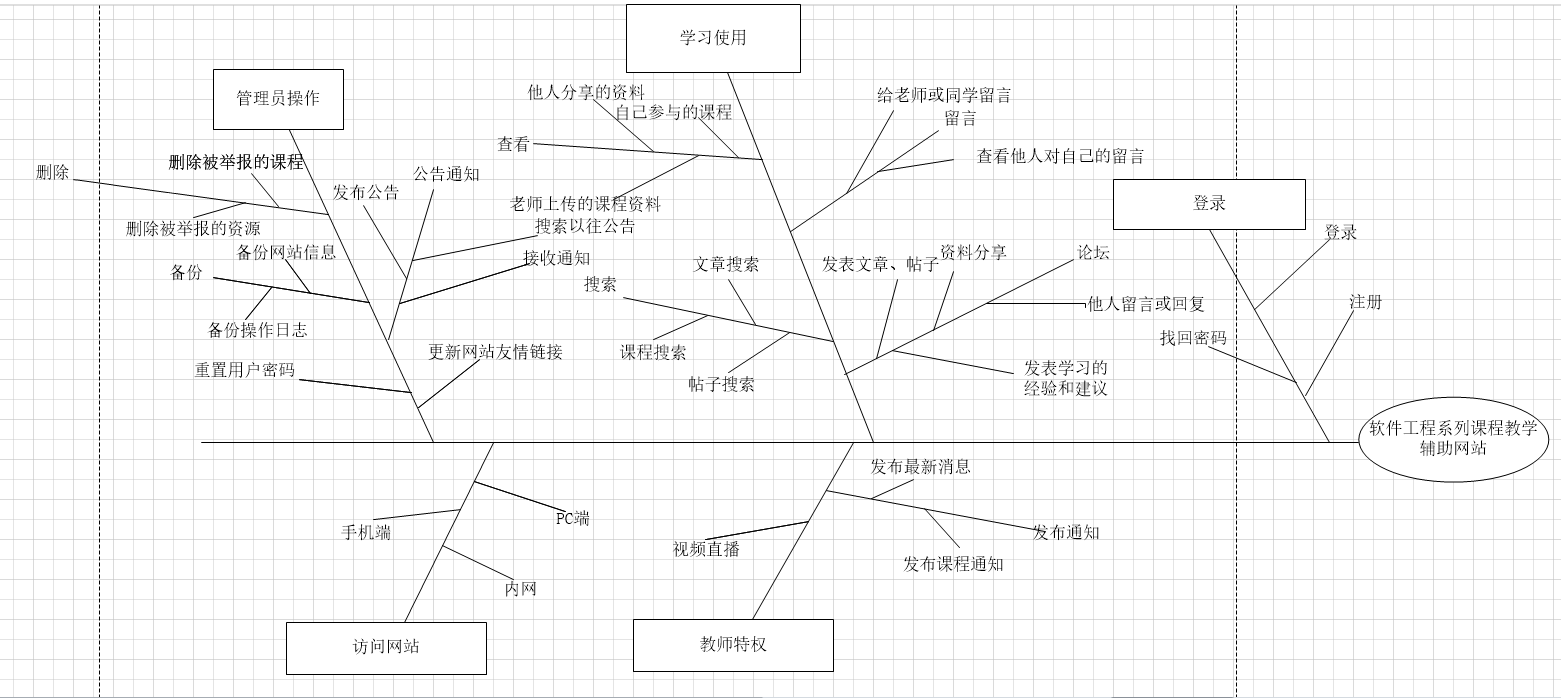 学习使用
管理员操作
他人分享的资料
自己参与的课程
给老师或同学留言
留言
查看
查看他人对自己的留言
删除被举报的课程
删除
公告通知
发布公告
老师上传的课程资料
登录
删除被举报的资源
搜索以往公告
登录
备份网站信息
接收通知
文章搜索
发表文章、帖子
资料分享
论坛
备份
搜索
他人留言或回复
注册
备份操作日志
找回密码
课程搜索
更新网站友情链接
重置用户密码
帖子搜索
发表学习的
经验和建议
软件工程系列课程教学
辅助网站
发布最新消息
手机端
PC端
视频直播
发布通知
发布课程通知
内网
访问网站
教师特权